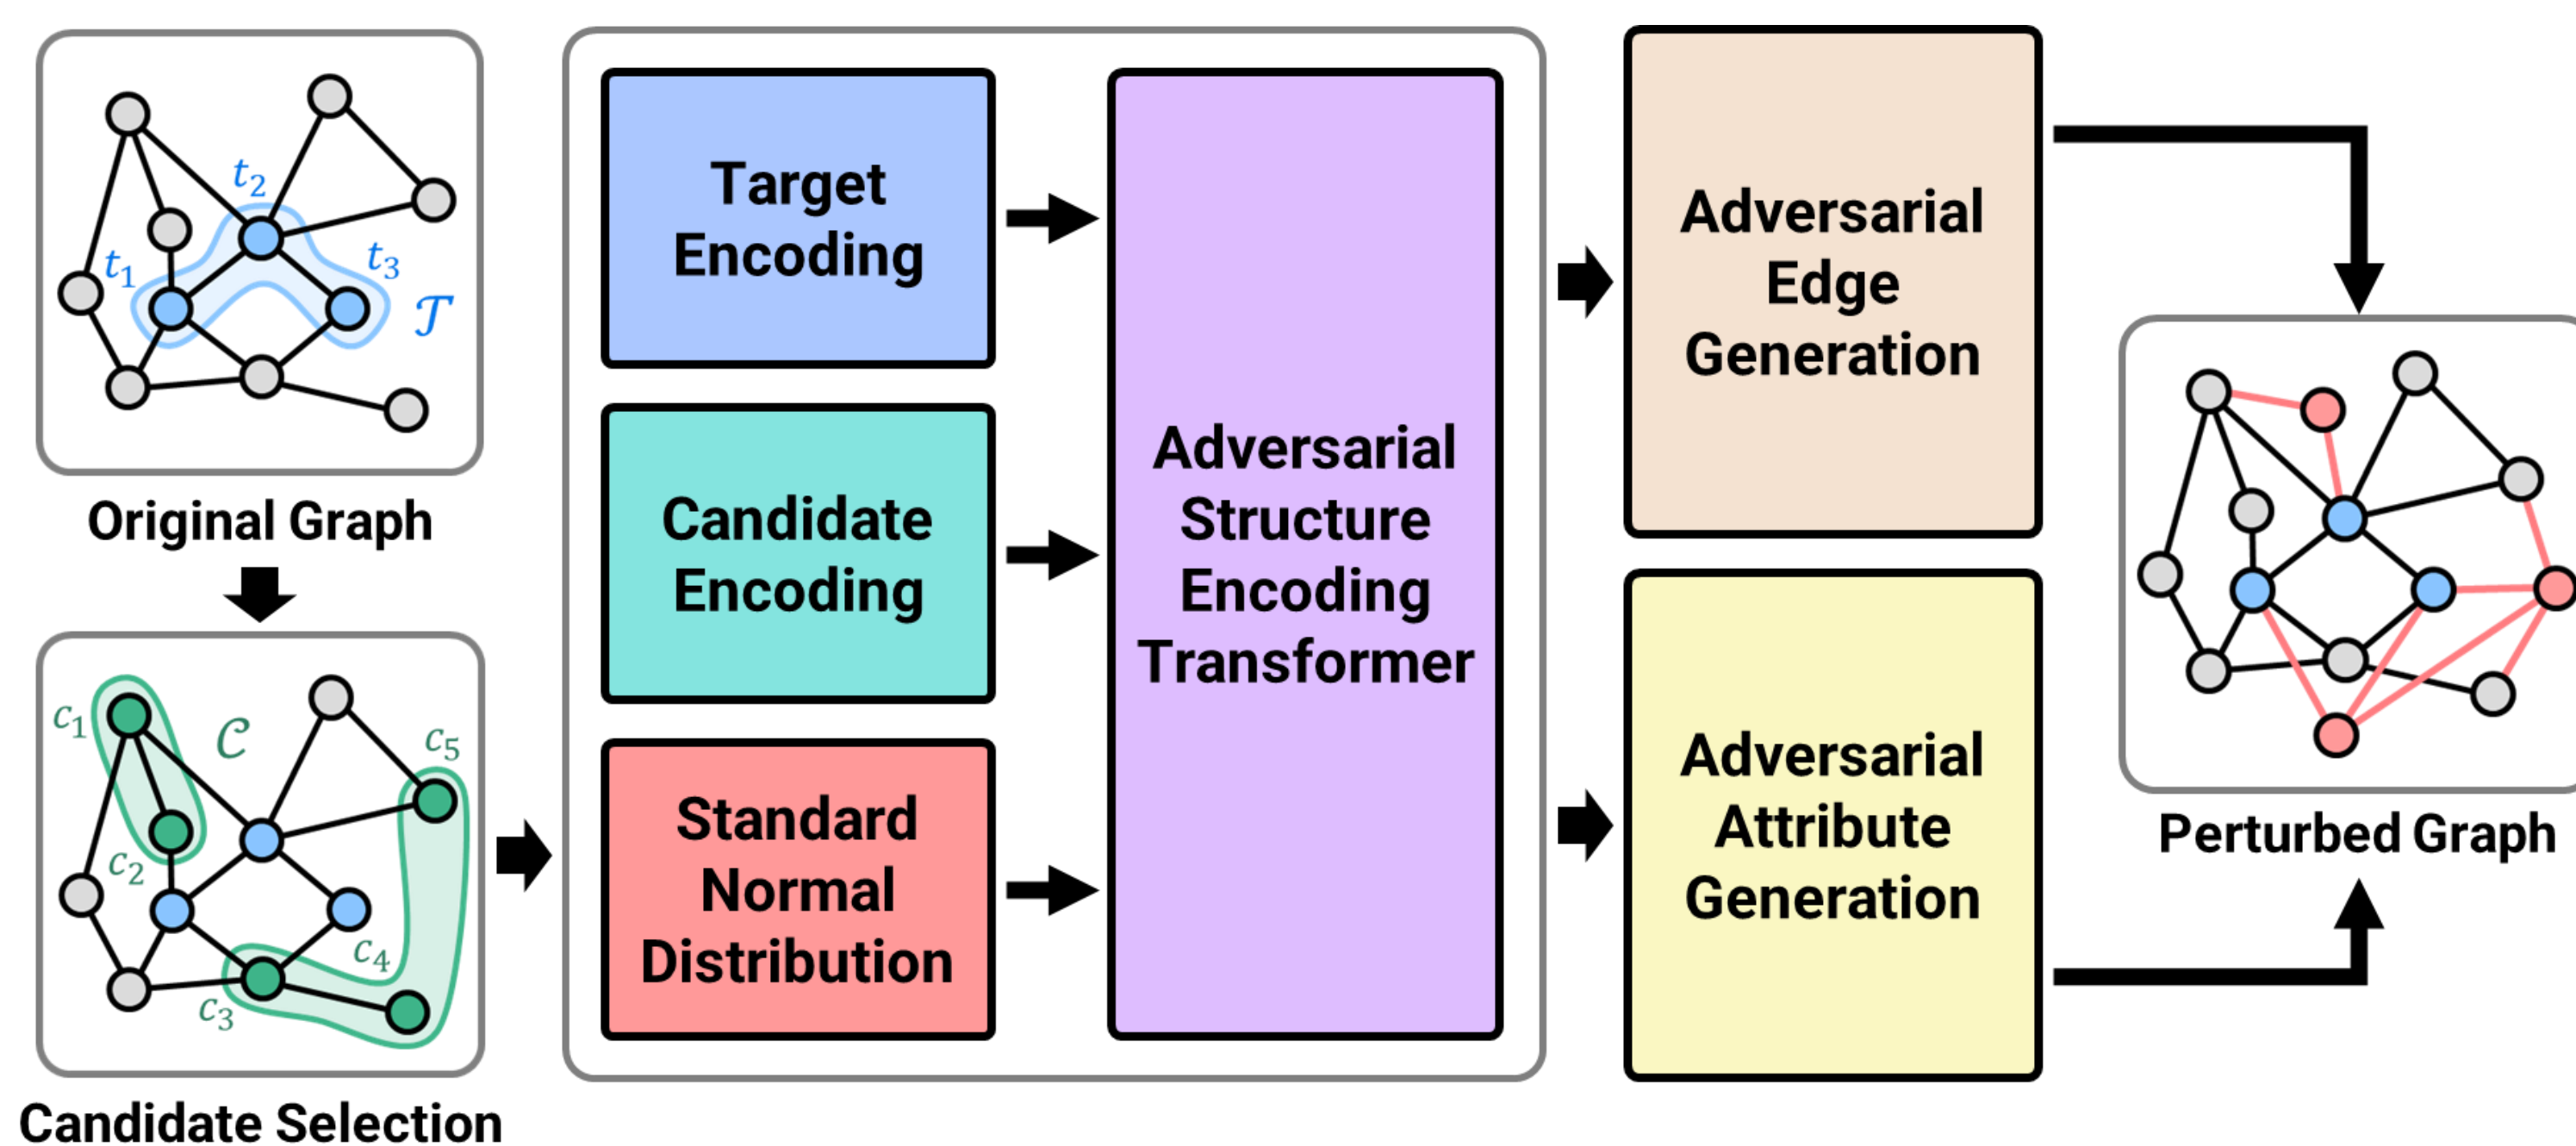 t₂
t₁
t₃
𝒯
Original Graph
c₁
𝒞
c₅
c₂
c₄
c₃
Candidate Selection
Target
Encoding
Candidate
Encoding
Standard
Normal
Distribution
Adversarial
Structure
Encoding
Transformer
Adversarial
Edge
Generation
Adversarial
Attribute
Generation
Perturbed Graph